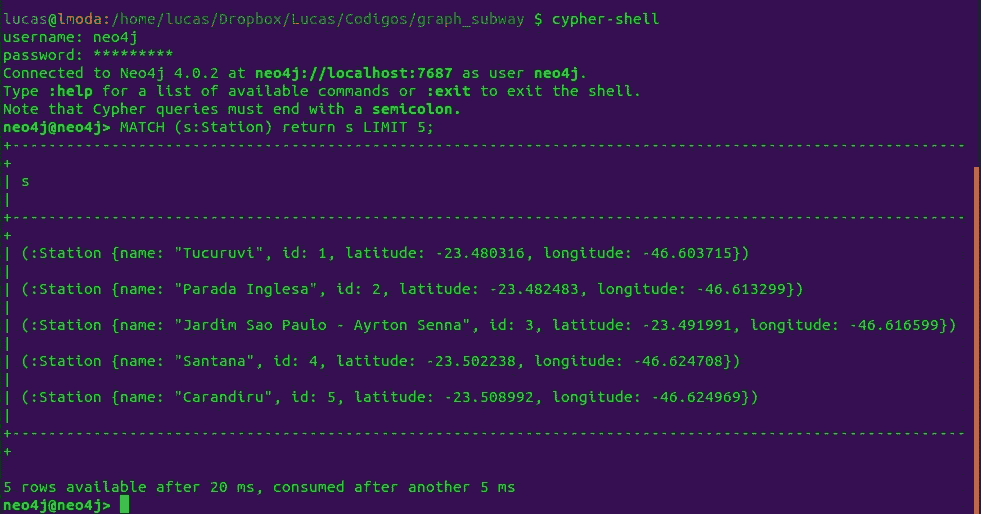 lucas@lmoda:/home/lucas/Dropbox/Lucas/Codigos/graph_subway $ cypher-shell
username: neo4j
password: *********
Connected to Neo4j 4.0.2 at neo4j://localhost:7687 as user neo4j.
Type :help for a list of available commands or :exit to exit the shell.
Note that Cypher queries must end with a semicolon.
neo4j@neo4j> MATCH (s:Station) return s LIMIT 5;
+----------------------------------------------------------------------------------------------------------
+
| s
|
+----------------------------------------------------------------------------------------------------------
+
| (:Station {name: "Tucuruvi", id: 1, latitude: -23.480316, longitude: -46.603715})
|
| (:Station {name: "Parada Inglesa", id: 2, latitude: -23.482483, longitude: -46.613299})
|
| (:Station {name: "Jardim Sao Paulo - Ayrton Senna", id: 3, latitude: -23.491991, longitude: -46.616599})
|
| (:Station {name: "Santana", id: 4, latitude: -23.502238, longitude: -46.624708})
|
| (:Station {name: "Carandiru", id: 5, latitude: -23.508992, longitude: -46.624969})
|
+----------------------------------------------------------------------------------------------------------
+
5 rows available after 20 ms, consumed after another 5 ms
neo4j@neo4j>